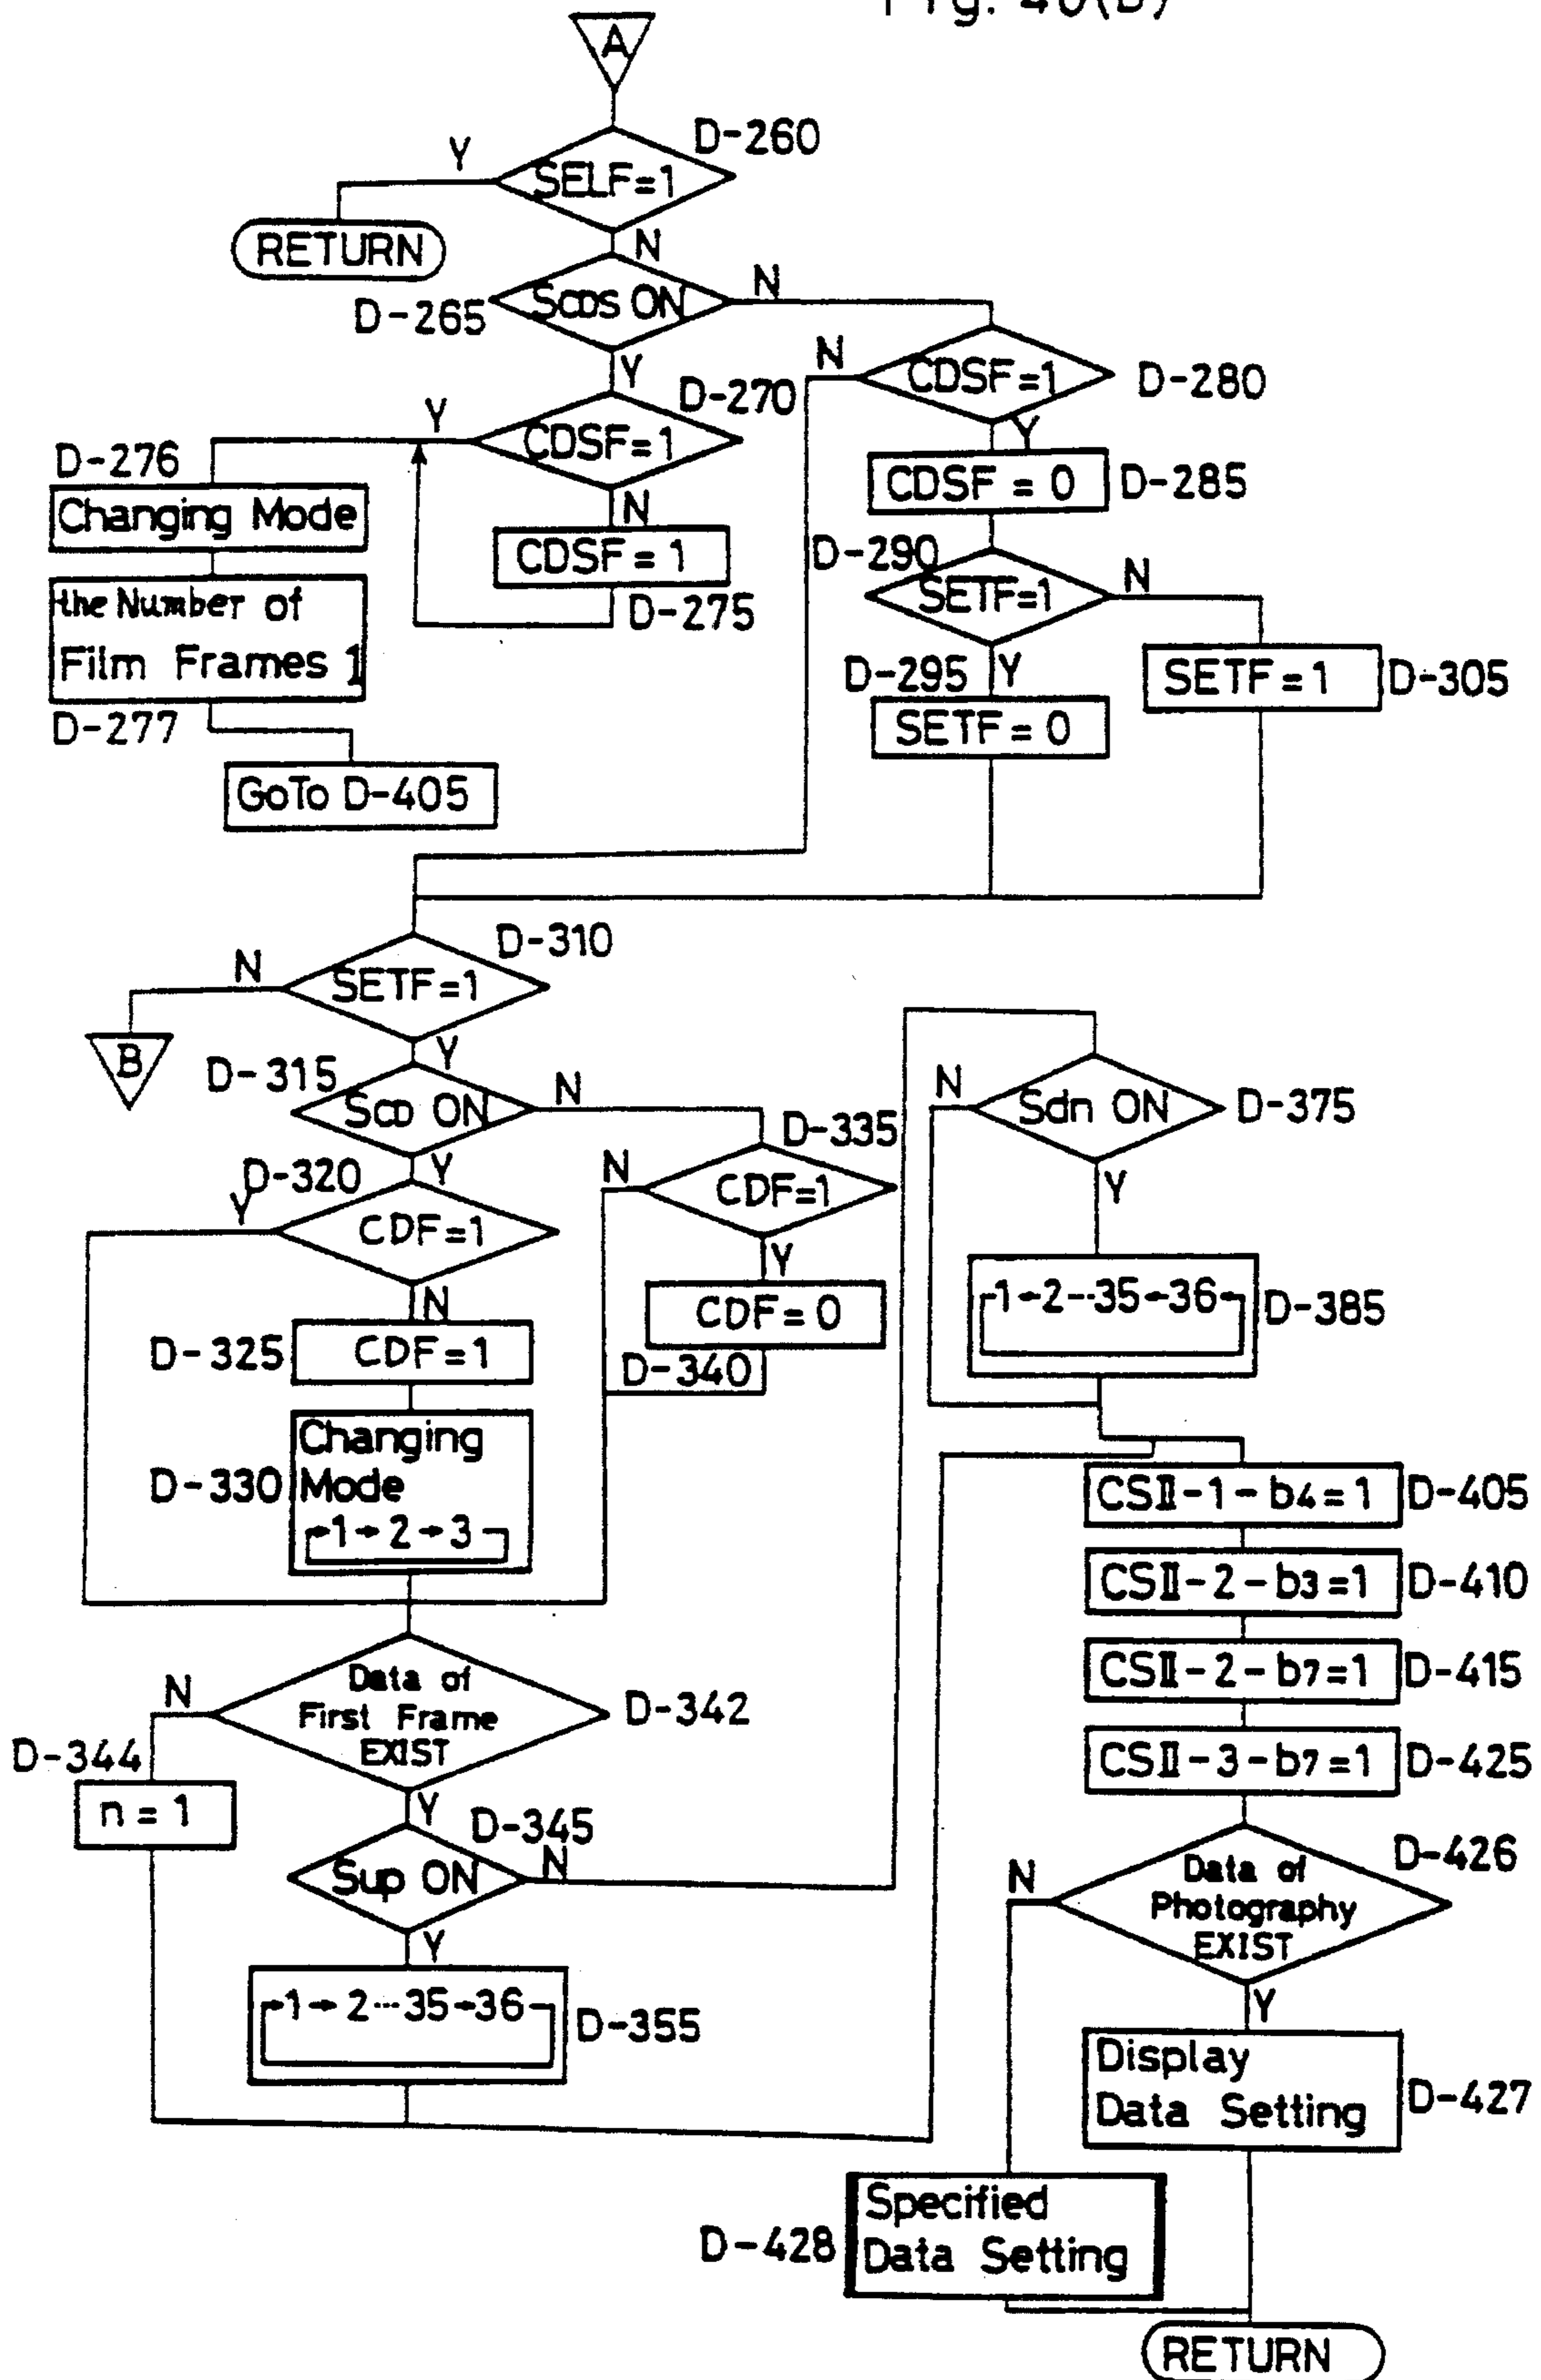 Fig. 40(B)
A
D-260
Y
SELF=1
RETURN
N
N
SCDS ON
D-265
Y
N
CDSF=1
D-280
D-270
Y
CDSF=1
Y
D-276
CDSF = 0
D-285
Changing Mode
N
D-290
CDSF = 1
N
the Number of
SETF=1
D-275
Film Frames 1
D-295
Y
SETF = 1
D-305
D-277
SETF = 0
GoTo D-405
D-310
N
SETF=1
B
Y
D-315
N
N
Sdn ON
D-375
SCD ON
D-335
D-320
Y
N
Y
CDF=1
Y
CDF=1
Y
N
CDF = 0
1←2---35←36
D-385
D-325
CDF=1
D-340
Changing
D-330
Mode
CSII-1-b4=1
D-405
1→2→3
CSII-2-b3=1
D-410
Data of
CSII-2-b7=1
D-415
N
First Frame
D-342
EXIST
D-344
CSII-3-b7=1
D-425
n = 1
Y
D-345
N
D-426
Sup ON
Data of
N
Photography
Y
EXIST
1→2---35→36
D-355
Y
Display
Data Setting
D-427
Specified
D-428
Data Setting
RETURN